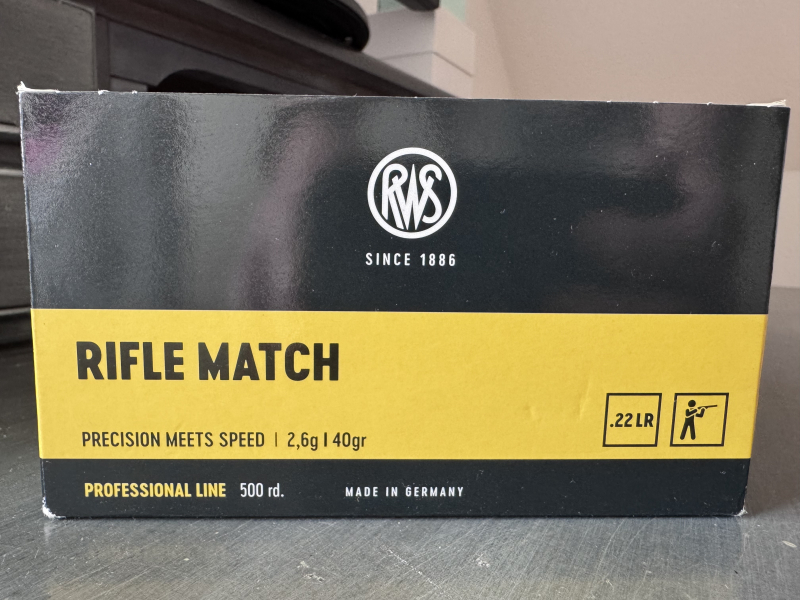 RWS
SINCE 1886
RIFLE MATCH
.22 LR
PRECISION MEETS SPEED | 2,6g | 40gr
PROFESSIONAL LINE 500 rd. MADE IN GERMANY